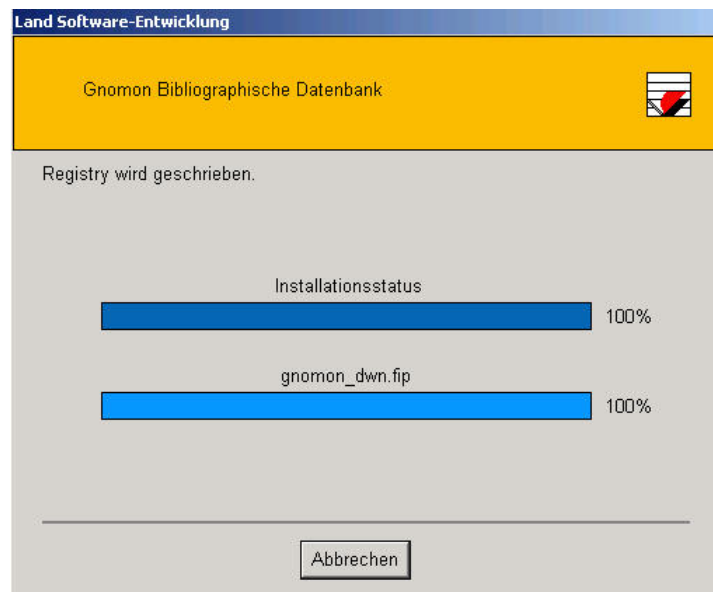 Land Software-Entwicklung
Gnomon Bibliographische Datenbank
Registry wird geschrieben.
Installationsstatus
100%
gnomon_dwn.fip
100%
Abbrechen